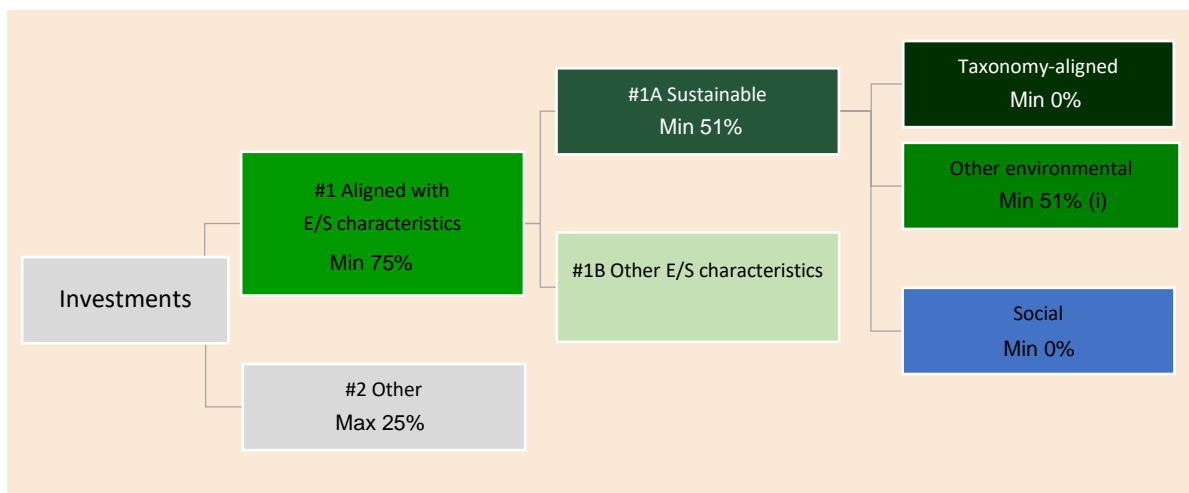 Investments
#1 Aligned with
E/S characteristics
Min 75%
#2 Other
Max 25%
#1A Sustainable
Min 51%
#1B Other E/S characteristics
Taxonomy-aligned
Min 0%
Other environmental
Min 51% (i)
Social
Min 0%